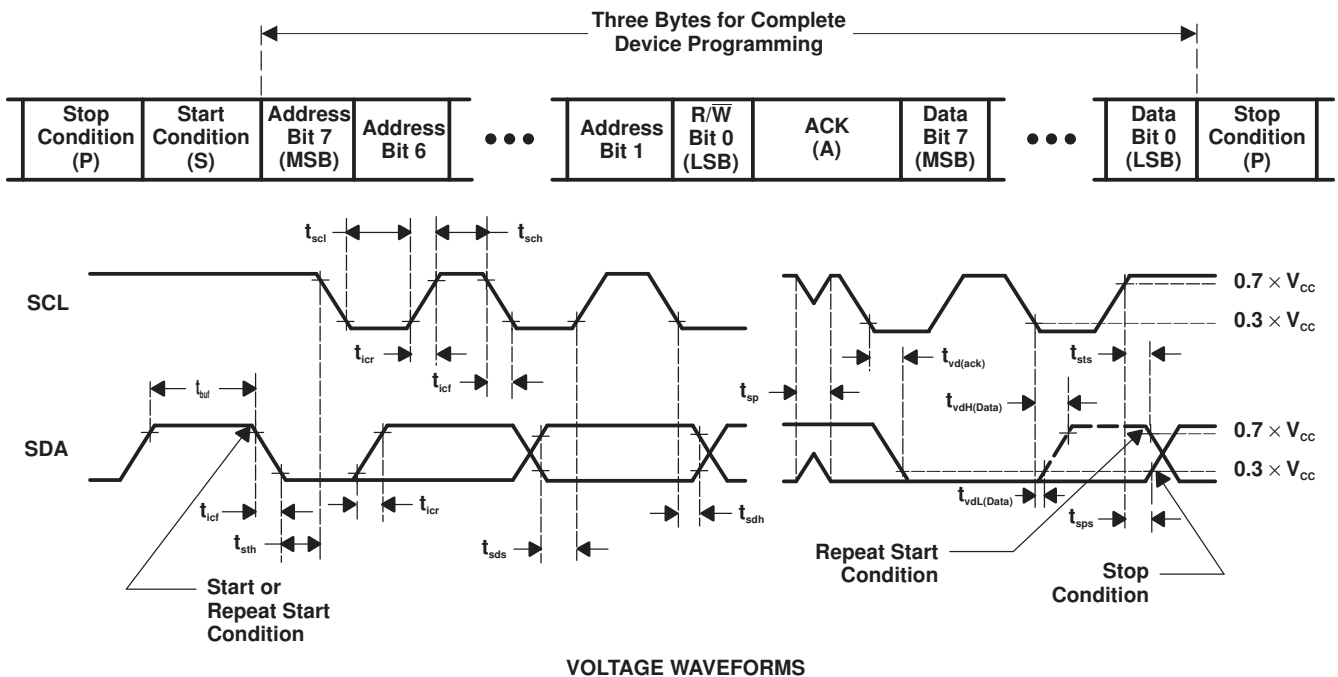 Three Bytes for Complete
Device Programming
Stop
Condition
(P)
Start
Condition
(S)
Address
Bit 7
(MSB)
Address
Bit 6
•••
Address
Bit 1
R/W̅
Bit 0
(LSB)
ACK
(A)
Data
Bit 7
(MSB)
•••
Data
Bit 0
(LSB)
Stop
Condition
(P)
tscl
tsch
SCL
0.7 × VCC
0.3 × VCC
ticr
ticf
tvd(ack)
tsts
tbuf
tsp
tvdH(Data)
SDA
0.7 × VCC
0.3 × VCC
ticf
ticr
tsth
tsds
tsdh
tvdL(Data)
tsps
Start or
Repeat Start
Condition
Repeat Start
Condition
Stop
Condition
VOLTAGE WAVEFORMS